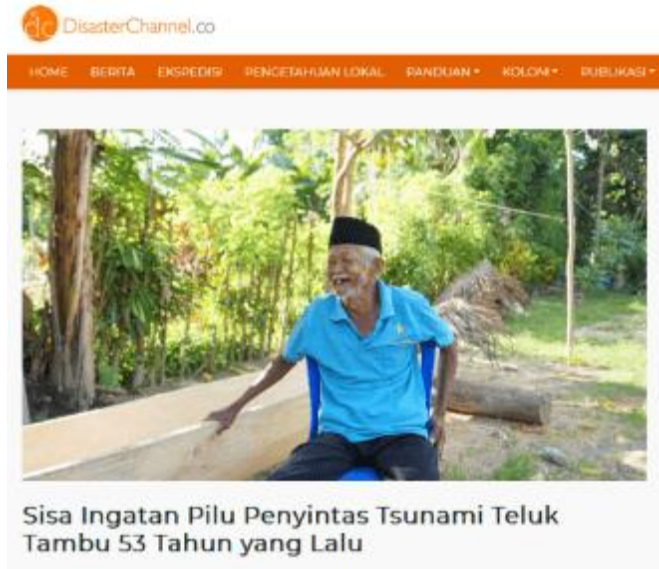 DisasterChannel.co
HOME BERITA EKSPEDISI PENGETAHUAN LOKAL PANDUAN KOLOM PUBLIKASI
Sisa Ingatan Pilu Penyintas Tsunami Teluk
Tambu 53 Tahun yang Lalu